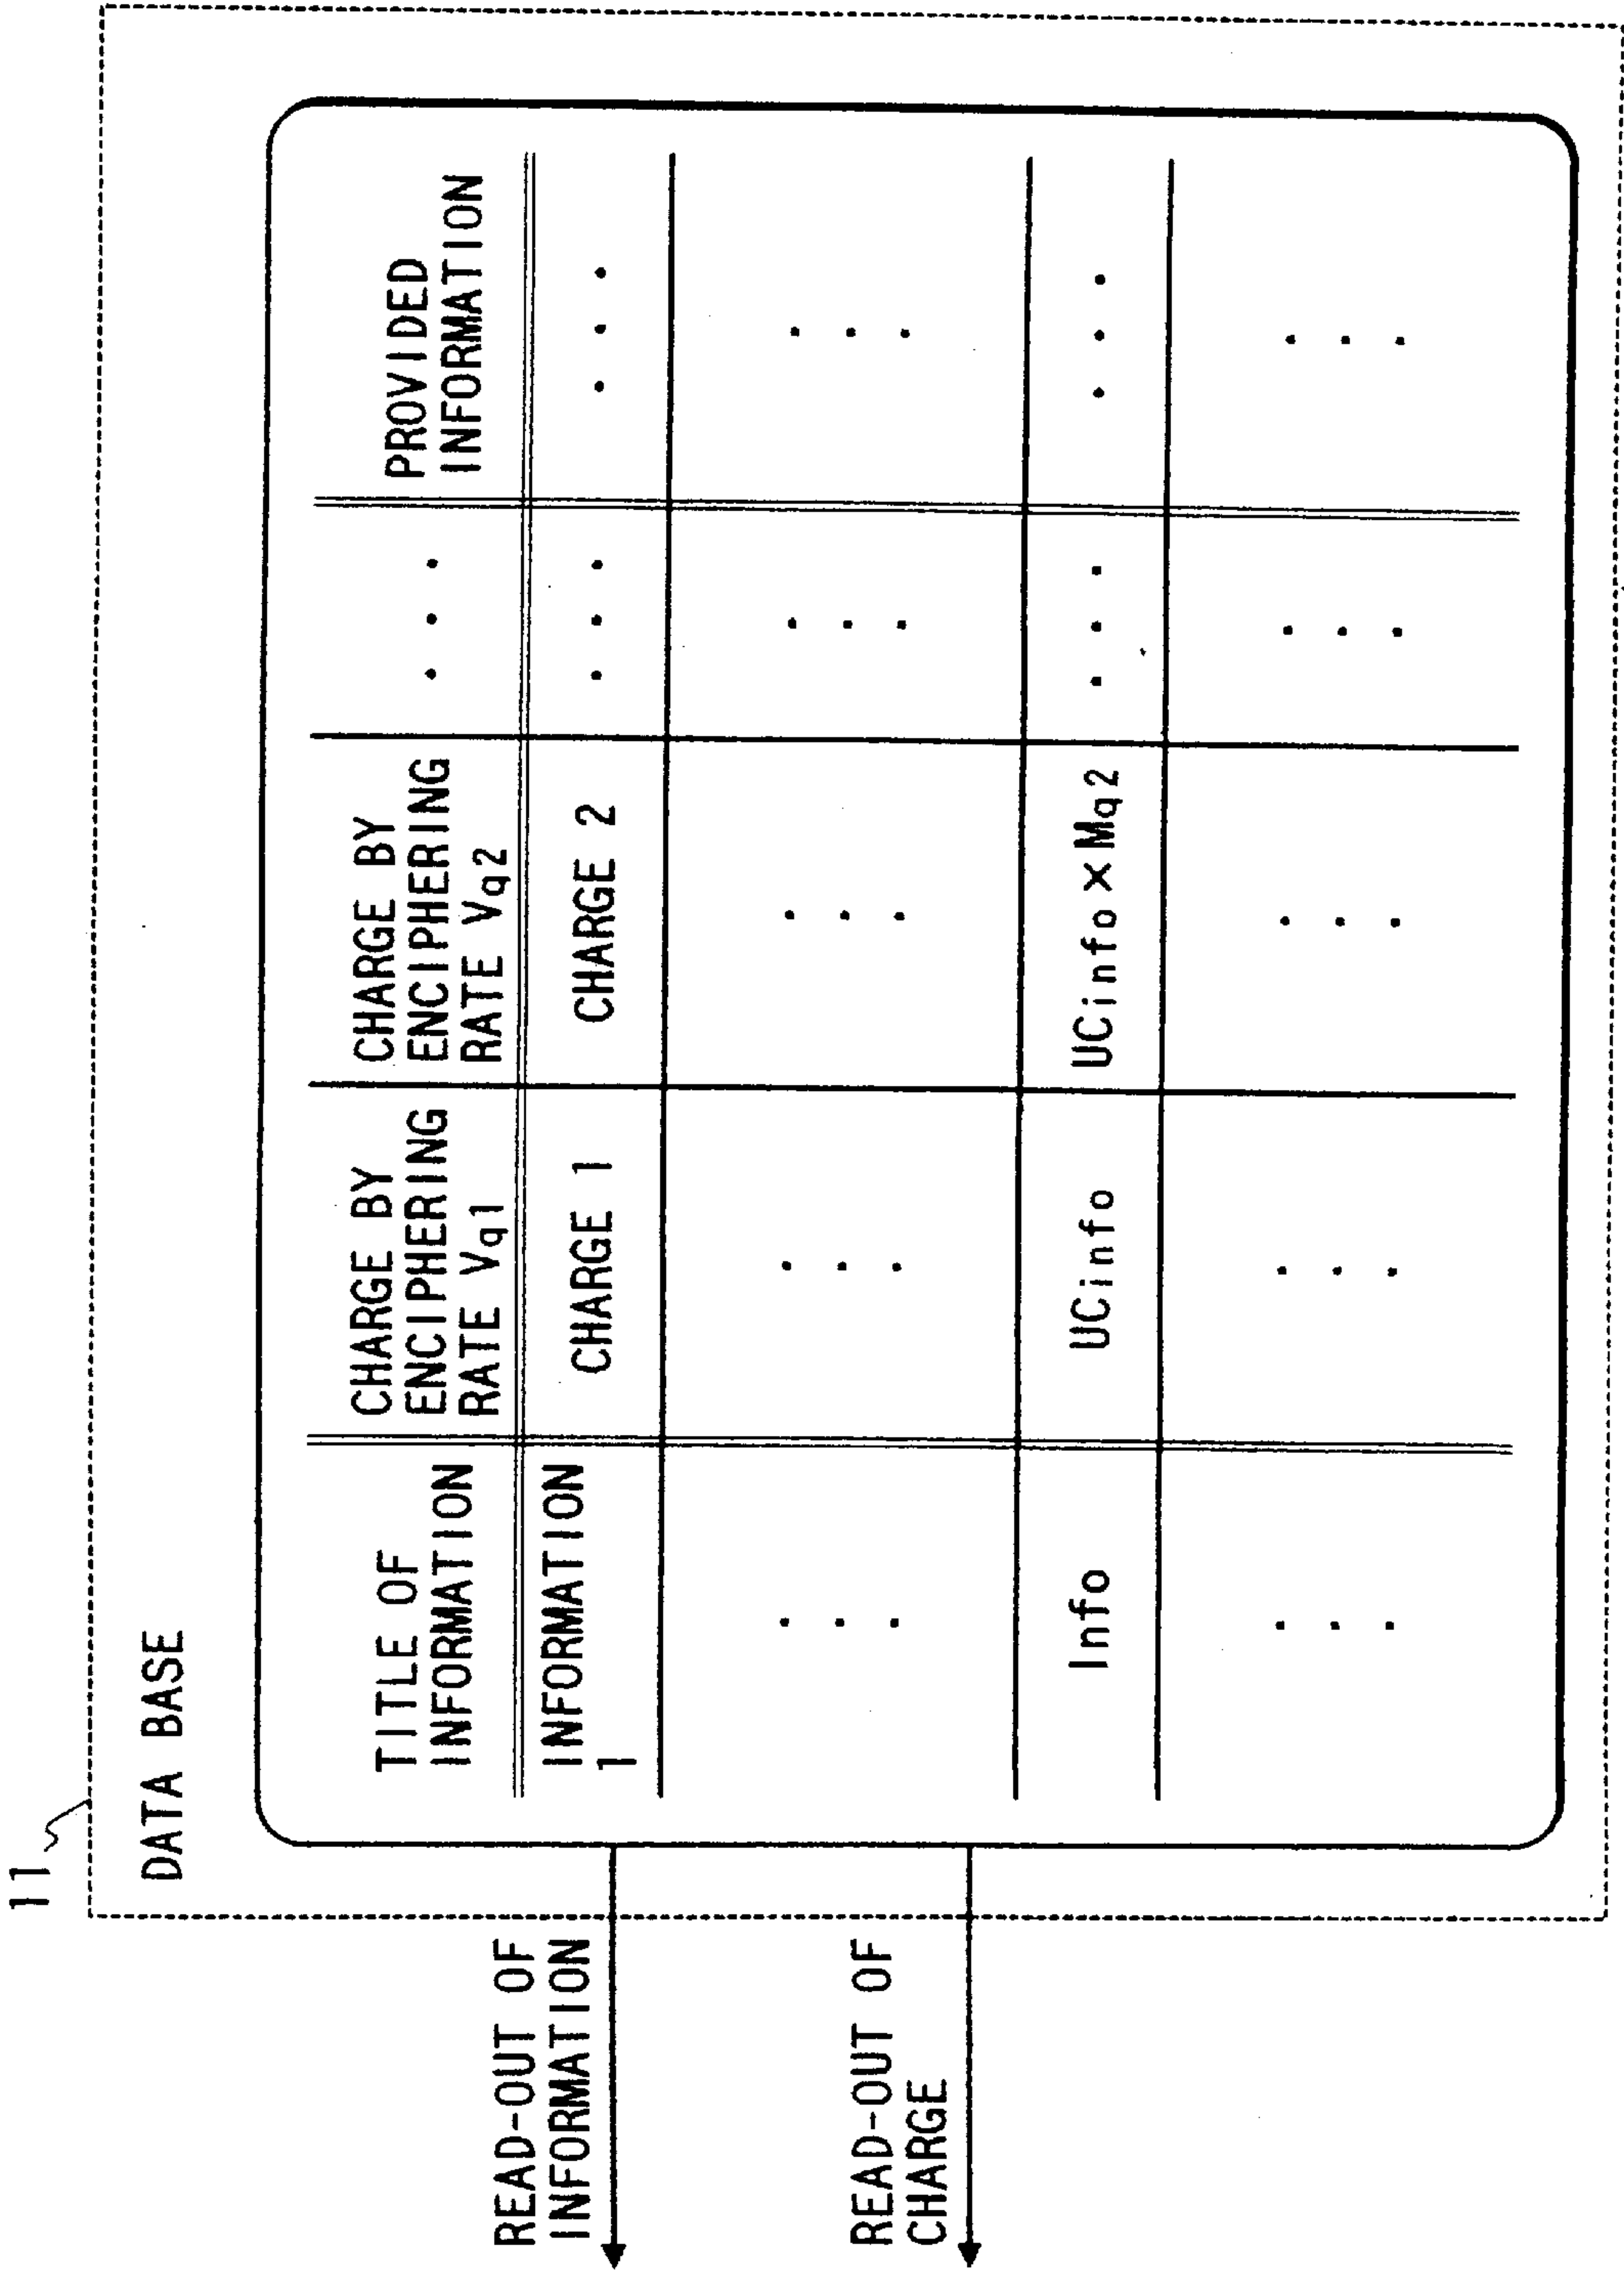 11
DATA BASE
TITLE OF
INFORMATION
CHARGE BY
ENCIPHERING
RATE Vq1
CHARGE BY
ENCIPHERING
RATE Vq2
. . .
PROVIDED
INFORMATION
INFORMATION
1
CHARGE 1
CHARGE 2
. . .
. . .
. . .
. . .
. . .
. . .
. . .
Info
UCinfo
UCinfo×Mq2
. . .
. . .
. . .
. . .
. . .
. . .
. . .
READ-OUT OF
INFORMATION
READ-OUT OF
CHARGE